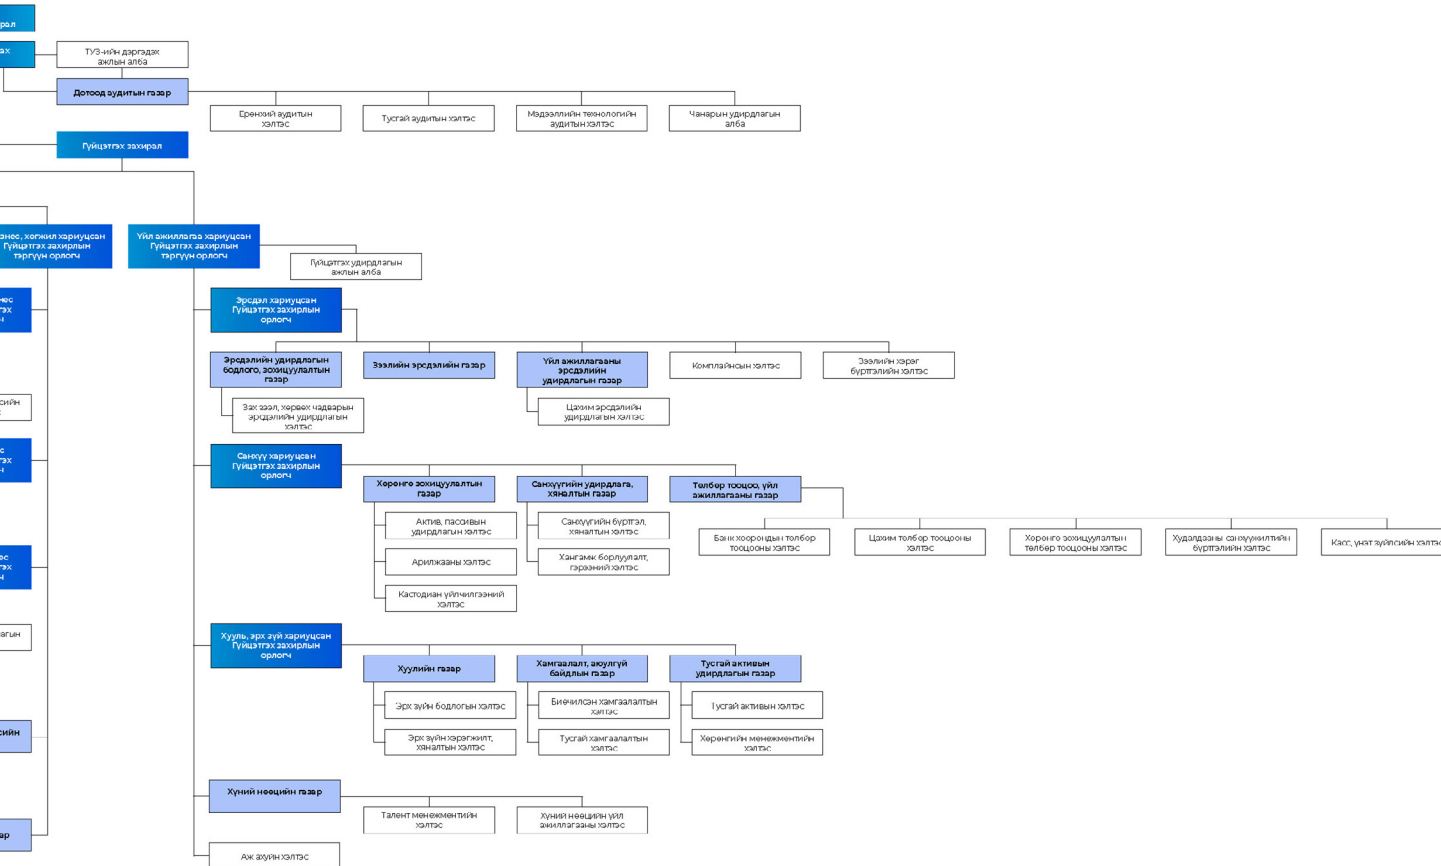 ТУЗ-ийн дэргэдэх
ажлын алба
Дотоод аудитын газар
Ерөнхий аудитын
хэлтэс
Тусгай аудитын хэлтэс
Мэдээллийн технологийн
аудитын хэлтэс
Чанарын удирдлагын
алба
Гүйцэтгэх захирал
хөгжил хариуцсан
Гүйцэтгэх захирлын
тэргүүн орлогч
Үйл ажиллагаа хариуцсан
Гүйцэтгэх захирлын
тэргүүн орлогч
Гүйцэтгэх удирдлагын
ажлын алба
Эрсдэл хариуцсан
Гүйцэтгэх захирлын
орлогч
Эрсдэлийн удирдлагын
бодлого, зохицуулалтын
газар
Зээлийн эрсдэлийн газар
Үйл ажиллагааны
эрсдэлийн
удирдлагын газар
Комплайнсын хэлтэс
Зээлийн хэрэг
бүртгэлийн хэлтэс
Зах зээл, хөрвөх чадварын
эрсдэлийн удирдлагын
хэлтэс
Цахим эрсдэлийн
удирдлагын хэлтэс
Санхүү хариуцсан
Гүйцэтгэх захирлын
орлогч
Хөрөнгө зохицуулалтын
газар
Санхүүгийн удирдлага,
хяналтын газар
Төлбөр тооцоо, үйл
ажиллагааны газар
Актив, пассивын
удирдлагын хэлтэс
Санхүүгийн бүртгэл,
хяналтын хэлтэс
Банк хоорондын төлбөр
тооцооны хэлтэс
Цахим төлбөр тооцооны
хэлтэс
Хөрөнгө зохицуулалтын
төлбөр тооцооны хэлтэс
Худалдааны санхүүжилтийн
бүртгэлийн хэлтэс
Касс, үнэт зүйлсийн хэлтэс
Арилжааны хэлтэс
Хангамж борлуулалт,
гэрээний хэлтэс
Кастодиан үйлчилгээний
хэлтэс
Хууль, эрх зүй хариуцсан
Гүйцэтгэх захирлын
орлогч
Хуулийн газар
Хамгаалалт, аюулгүй
байдлын газар
Тусгай активын
удирдлагын газар
Эрх зүйн бодлогын хэлтэс
Биечилсэн хамгаалалтын
хэлтэс
Тусгай активын хэлтэс
Эрх зүйн хэрэгжилт,
хяналтын хэлтэс
Тусгай хамгаалалтын
хэлтэс
Хөрөнгийн менежментийн
хэлтэс
Хүний нөөцийн газар
Талент менежментийн
хэлтэс
Хүний нөөцийн үйл
ажиллагааны хэлтэс
Аж ахуйн хэлтэс